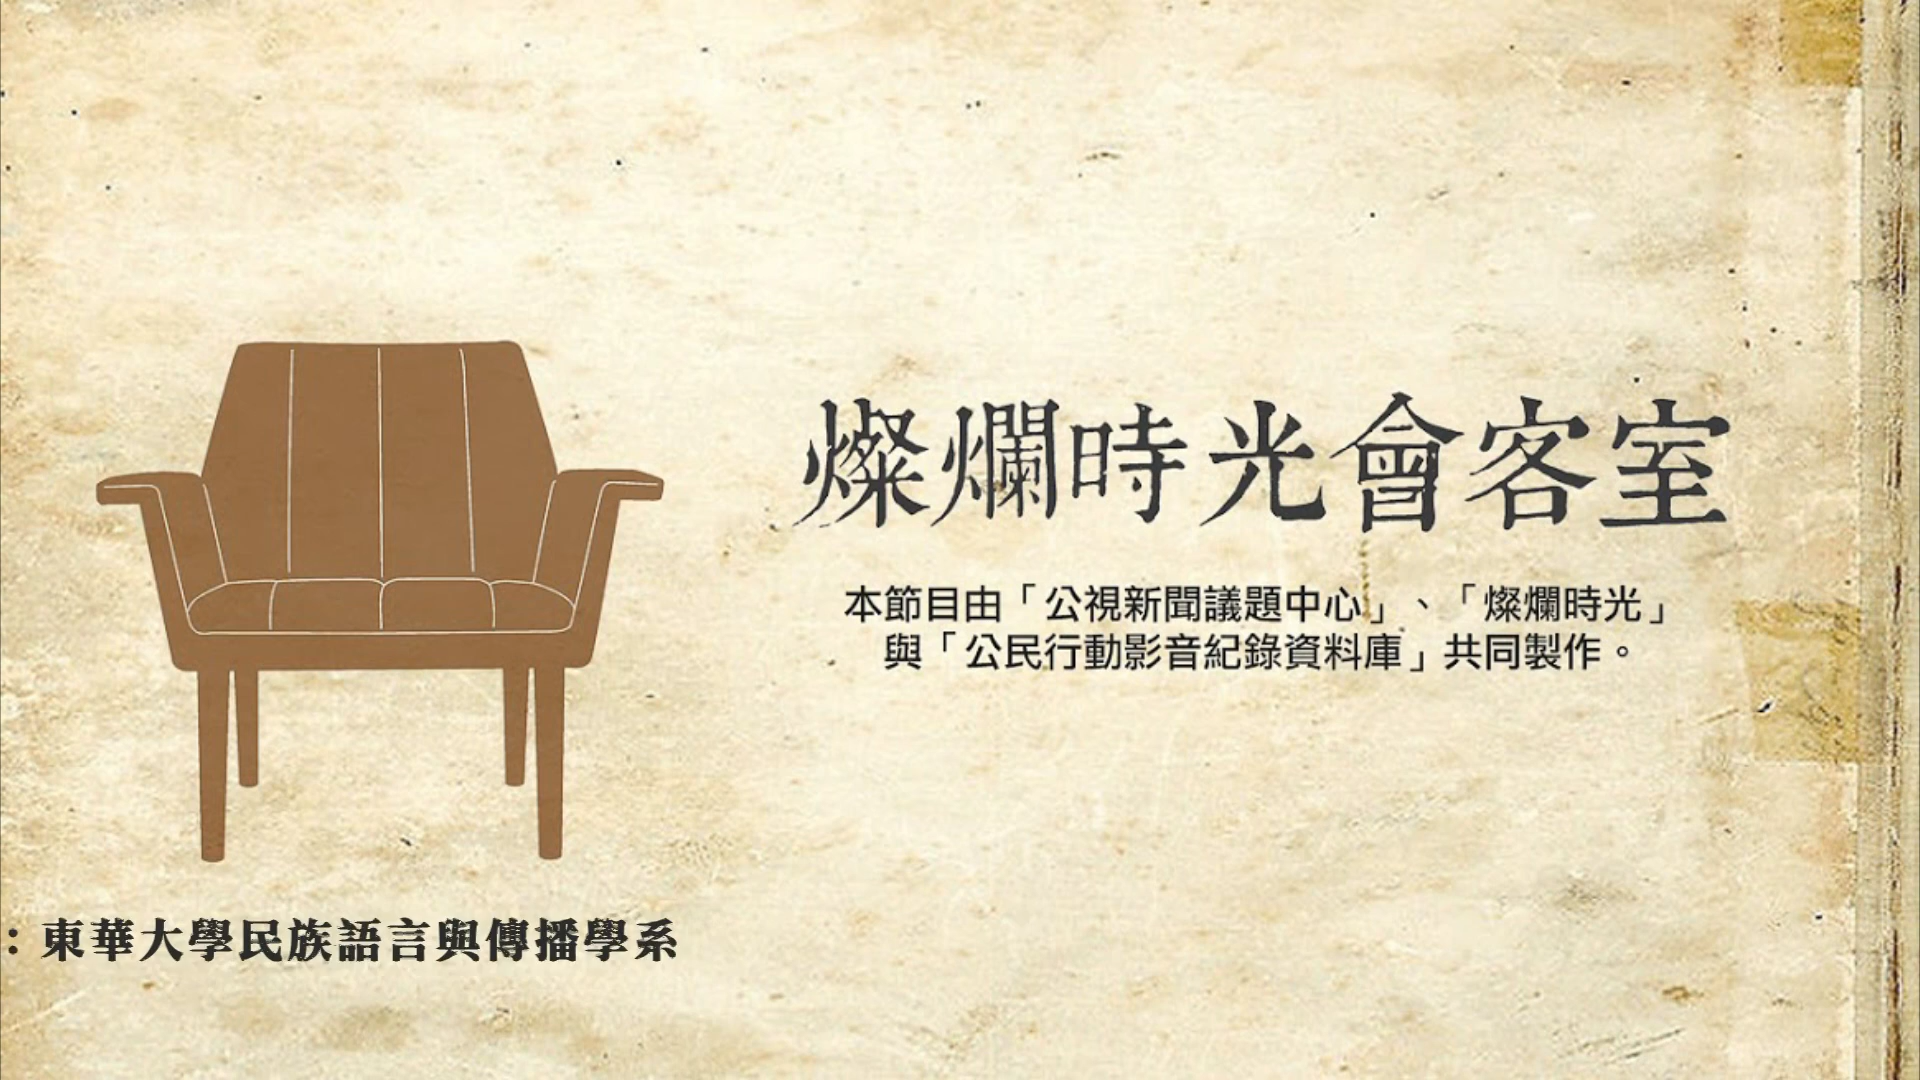 燦爛時光會客室
本節目由「公視新聞議題中心」、「燦爛時光」
與「公民行動影音紀錄資料庫」共同製作。
：東華大學民族語言與傳播學系